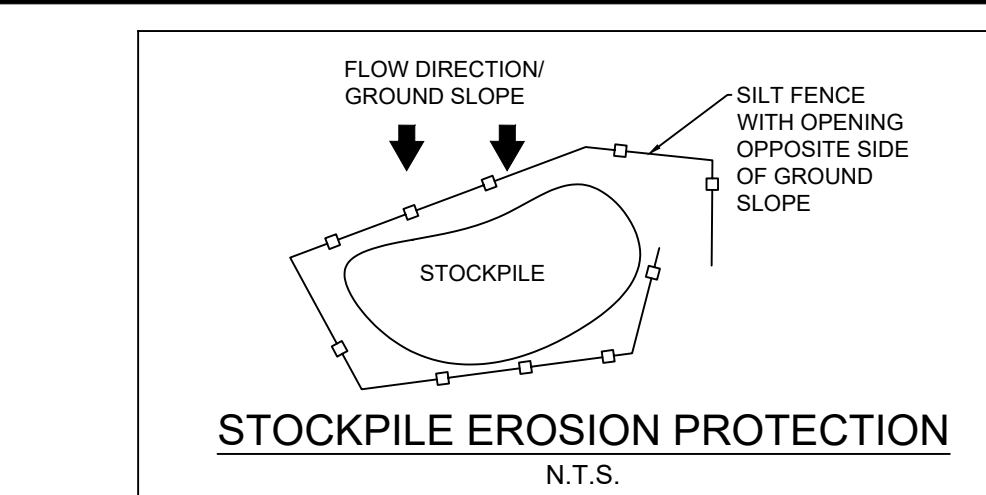 FLOW DIRECTION/
GROUND SLOPE
SILT FENCE
WITH OPENING
OPPOSITE SIDE
OF GROUND
SLOPE
STOCKPILE
STOCKPILE EROSION PROTECTION
N.T.S.